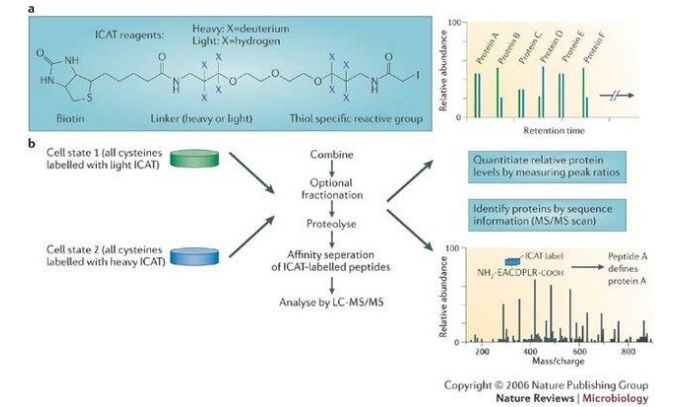 a
ICAT reagents:
Heavy: X=deuterium
Light: X=hydrogen
O
HN
NH
S
O
N
H
X
X
X
X
O
O
O
X
X
X
X
N
H
O
I
Biotin
Linker (heavy or light)
Thiol specific reactive group
100
Relative abundance
0
Protein A
Protein B
Protein C
Protein D
Protein E
Protein F
Retention time
b
Cell state 1 (all cysteines
labelled with light ICAT)
Cell state 2 (all cysteines
labelled with heavy ICAT)
Combine
Optional
fractionation
Proteolyse
Affinity seperation
of ICAT-labelled peptides
Analyse by LC-MS/MS
Quantitiate relative protein
levels by measuring peak ratios
Identify proteins by sequence
information (MS/MS scan)
100
Relative abundance
0
ICAT label
NH₂-EACDPLR-COOH
Peptide A
defines
protein A
200 400 600 800
Mass/charge
Copyright © 2006 Nature Publishing Group
Nature Reviews | Microbiology